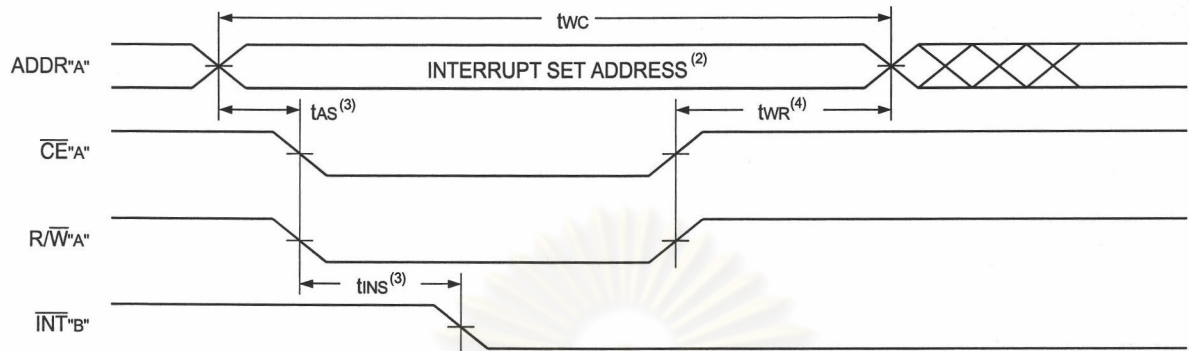 tWC
ADDR"A"
INTERRUPT SET ADDRESS(2)
tAS(3)
tWR(4)
CE"A"
R/W"A"
tINS(3)
INT"B"